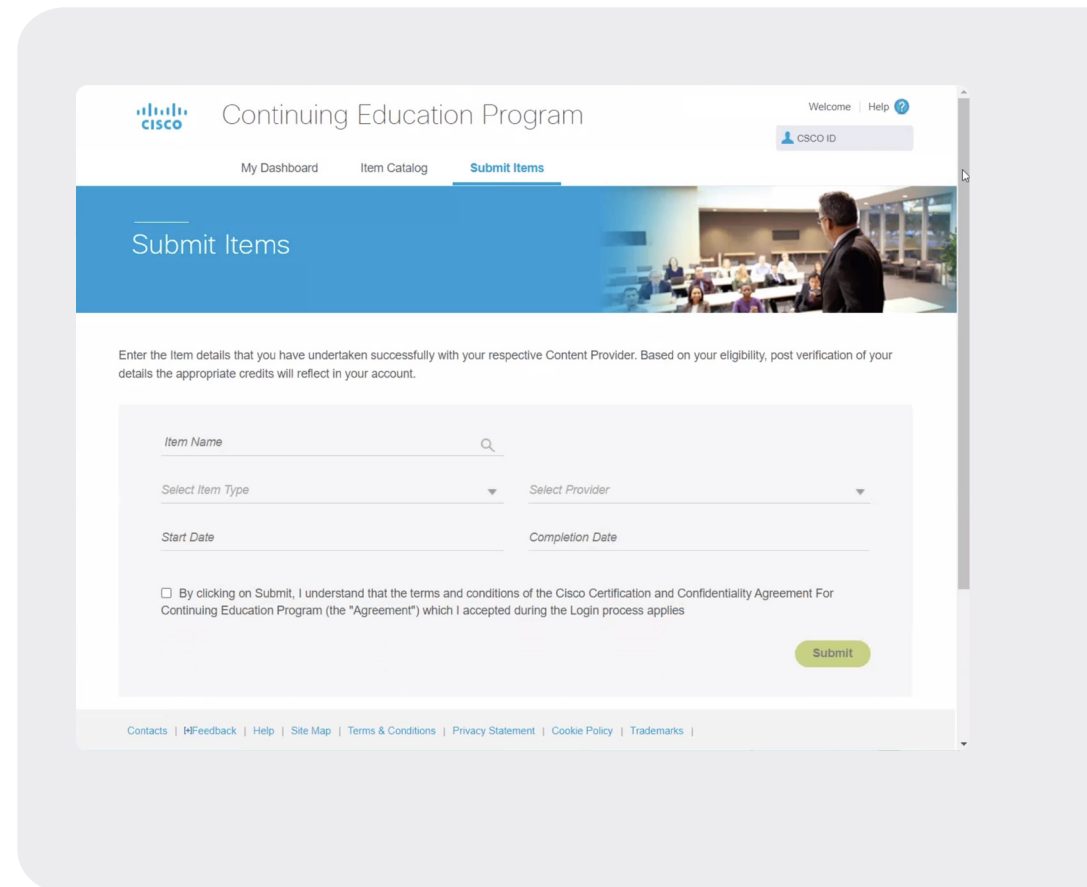 CISCO
Continuing Education Program
Welcome | Help ?
CSCO ID
My Dashboard Item Catalog Submit Items
Submit Items
Enter the Item details that you have undertaken successfully with your respective Content Provider. Based on your eligibility, post verification of your
details the appropriate credits will reflect in your account.
Item Name
Select Item Type Select Provider
Start Date Completion Date
By clicking on Submit, I understand that the terms and conditions of the Cisco Certification and Confidentiality Agreement For
Continuing Education Program (the "Agreement") which I accepted during the Login process applies
Submit
Contacts | [+]Feedback | Help | Site Map | Terms & Conditions | Privacy Statement | Cookie Policy | Trademarks |